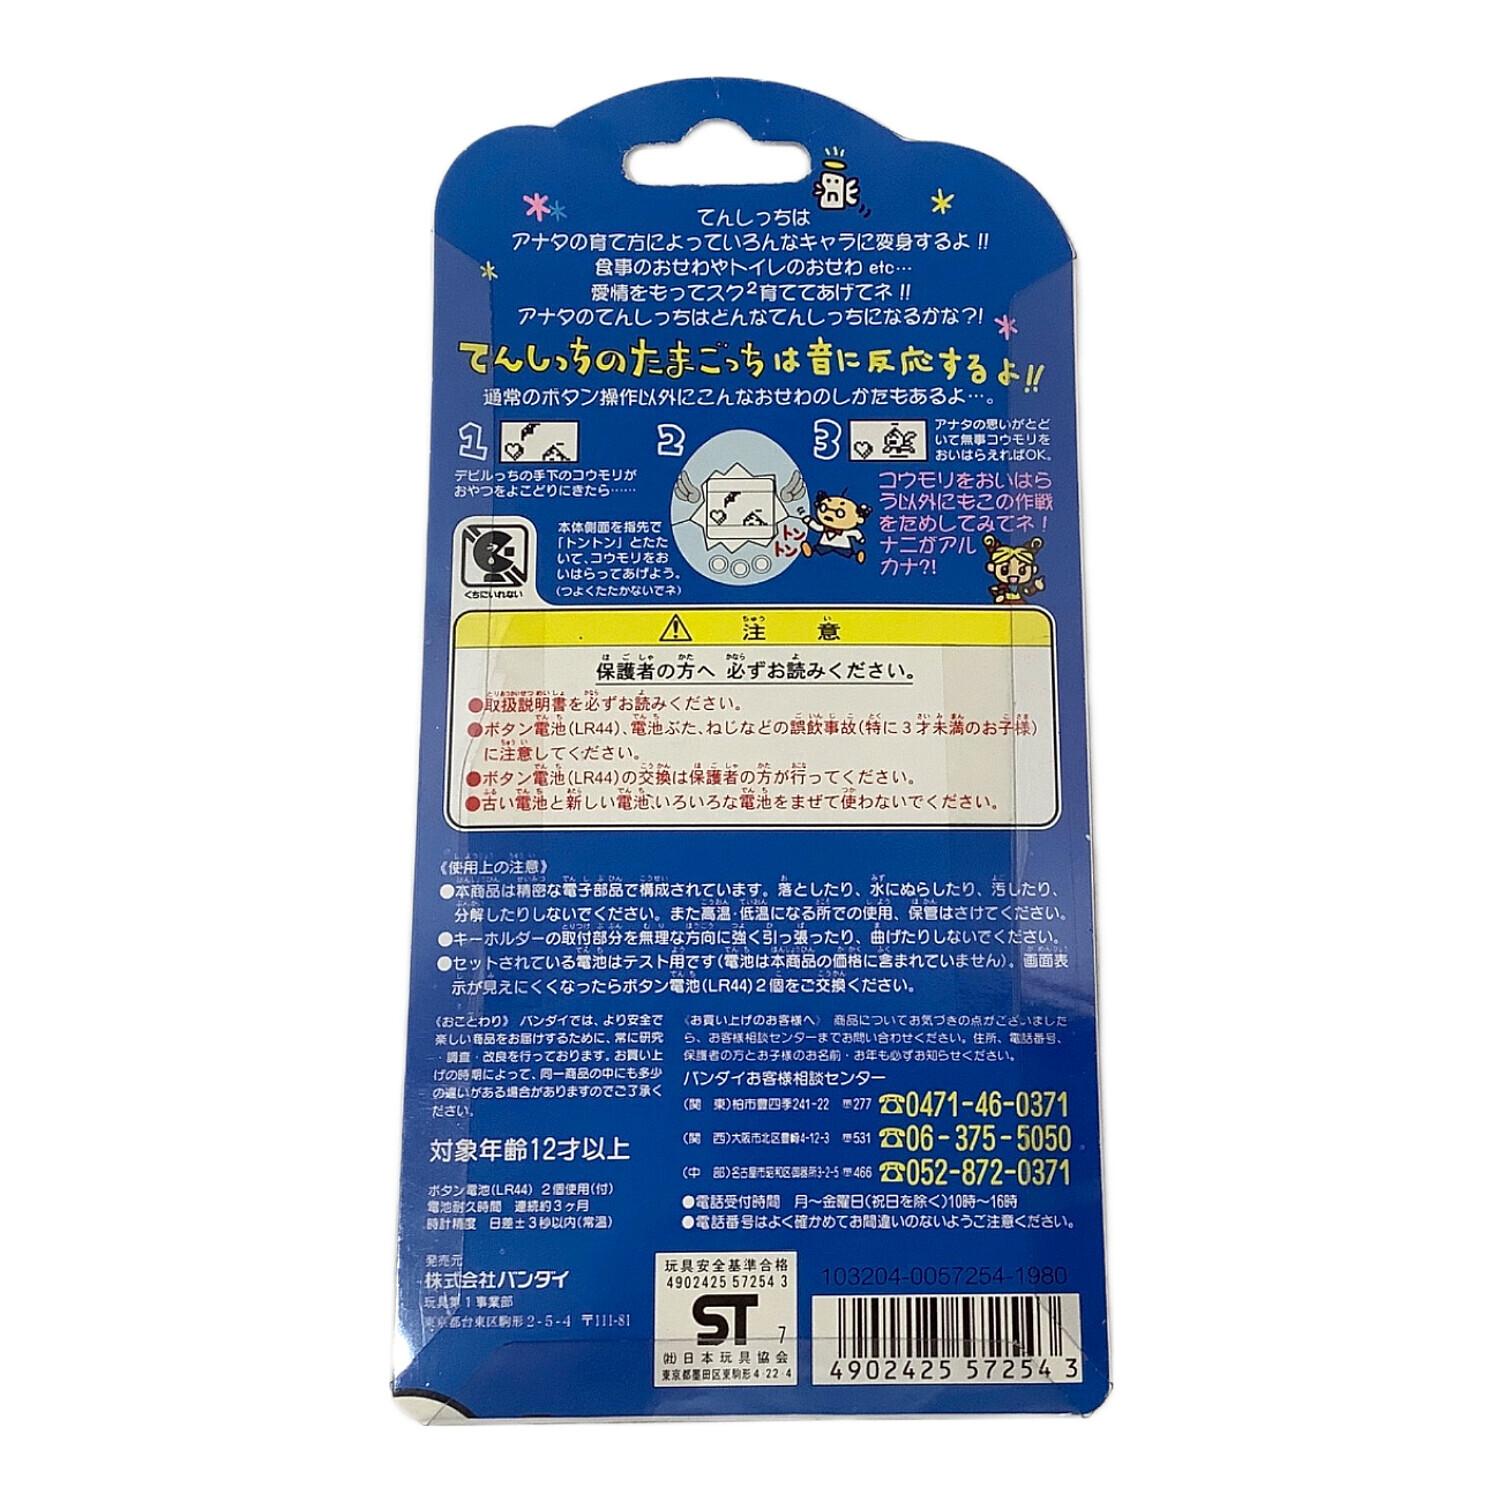 てんしっちは
アナタの育て方によっていろんなキャラに変身するよ!!
食事のおせわやトイレのおせわ etc…
愛情をもってスク²育ててあげてネ!!
アナタのてんしっちはどんなてんしっちになるかな?!
てんしっちのたまごっちは音に反応するよ!!
通常のボタン操作以外にこんなおせわのしかたもあるよ…。
1
デビルっちの手下のコウモリが
おやつをよこどりにきたら……
2
本体側面を指先で
「トントン」とたた
いて、コウモリをお
いはらってあげよう。
(つよくたたかないでネ)
トン
トン
3
アナタの思いがとど
いて無事コウモリを
おいはらえればOK。
コウモリをおいはら
う以外にもこの作戦
をためしてみてネ!
ナニがアル
カナ?!
くちにいれない
注意
保護者の方へ 必ずお読みください。
●取扱説明書を必ずお読みください。
●ボタン電池(LR44)、電池ぶた、ねじなどの誤飲事故(特に3才未満のお子様)
に注意してください。
●ボタン電池(LR44)の交換は保護者の方が行ってください。
●古い電池と新しい電池、いろいろな電池をまぜて使わないでください。
《使用上の注意》
●本商品は精密な電子部品で構成されています。落としたり、水にぬらしたり、汚したり、
分解したりしないでください。また高温・低温になる所での使用、保管はさけてください。
●キーホルダーの取付部分を無理な方向に強く引っ張ったり、曲げたりしないでください。
●セットされている電池はテスト用です(電池は本商品の価格に含まれていません)。画面表
示が見えにくくなったらボタン電池(LR44)2個をご交換ください。
《おことわり》 バンダイでは、より安全で
楽しい商品をお届けするために、常に研究
・調査・改良を行っております。お買い上
げの時期によって、同一商品の中にも多少
の違いがある場合がありますのでご了承く
ださい。
対象年齢12才以上
ボタン電池(LR44) 2個使用(付)
電池耐久時間 連続約3ヶ月
時計精度 日差±3秒以内(常温)
発売元
株式会社バンダイ
玩具第1事業部
東京都台東区駒形2-5-4 〒111-81
《お買い上げのお客様へ》 商品についてお気づきの点がございました
ら、お客様相談センターまでお問い合わせください。住所、電話番号、
保護者の方とお子様のお名前・お年も必ずお知らせください。
バンダイお客様相談センター
(関 東)柏市豊四季241-22 〒277 ☎0471-46-0371
(関 西)大阪市北区豊崎4-12-3 〒531 ☎06-375-5050
(中 部)名古屋市昭和区御器所3-2-5 〒466 ☎052-872-0371
●電話受付時間 月〜金曜日(祝日を除く)10時〜16時
●電話番号はよく確かめてお間違いのないようご注意ください。
玩具安全基準合格
4902425 57254 3
ST 7
(社)日本玩具協会
東京都墨田区東駒形4-22-4
103204-0057254-1980
4902425 572543